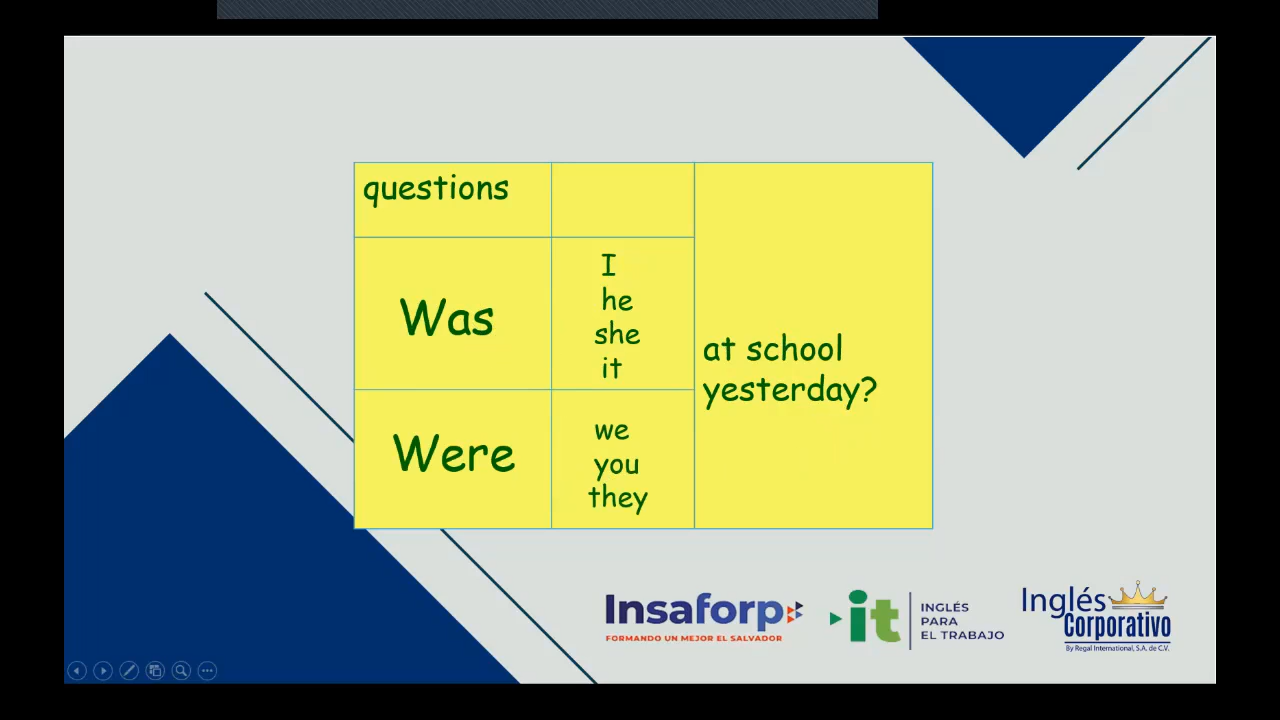 questions
Was
I
he
she
it
at school
yesterday?
Were
we
you
they
Insaforp
FORMANDO UN MEJOR EL SALVADOR
it
INGLÉS
PARA
EL TRABAJO
Inglés
Corporativo
By Regal International, S.A. de C.V.